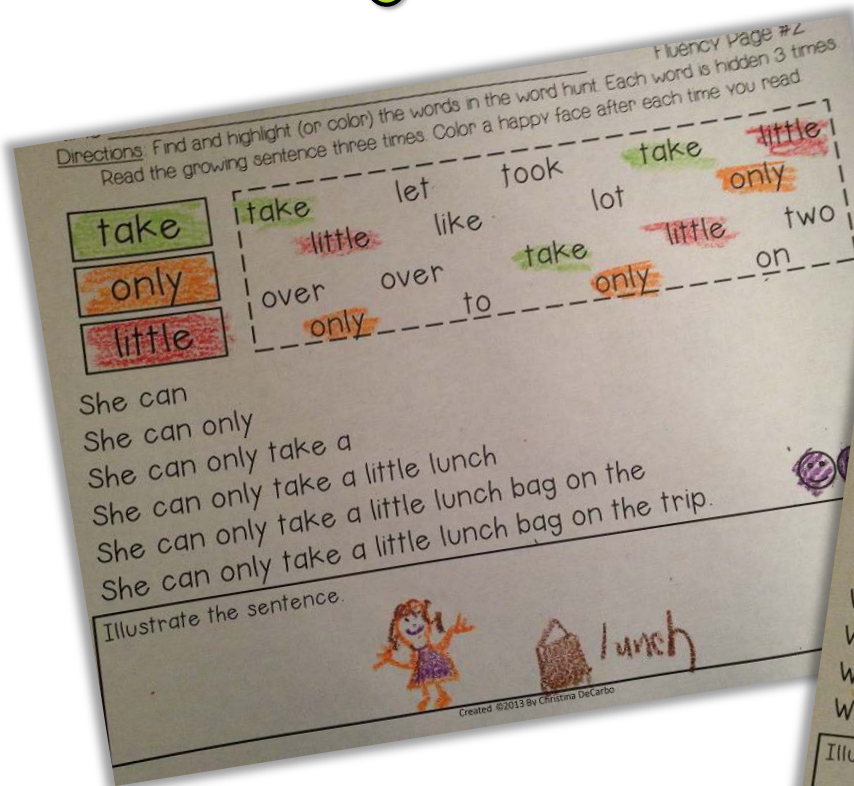 Fluency Page #2
Directions: Find and highlight (or color) the words in the word hunt. Each word is hidden 3 times.
Read the growing sentence three times. Color a happy face after each time you read.
take
only
little
take let took take little
little like lot only
over over take little two
only to only on
She can
She can only
She can only take a
She can only take a little lunch
She can only take a little lunch bag on the
She can only take a little lunch bag on the trip.
Illustrate the sentence.
lunch
Created ©2013 By Christina DeCarbo